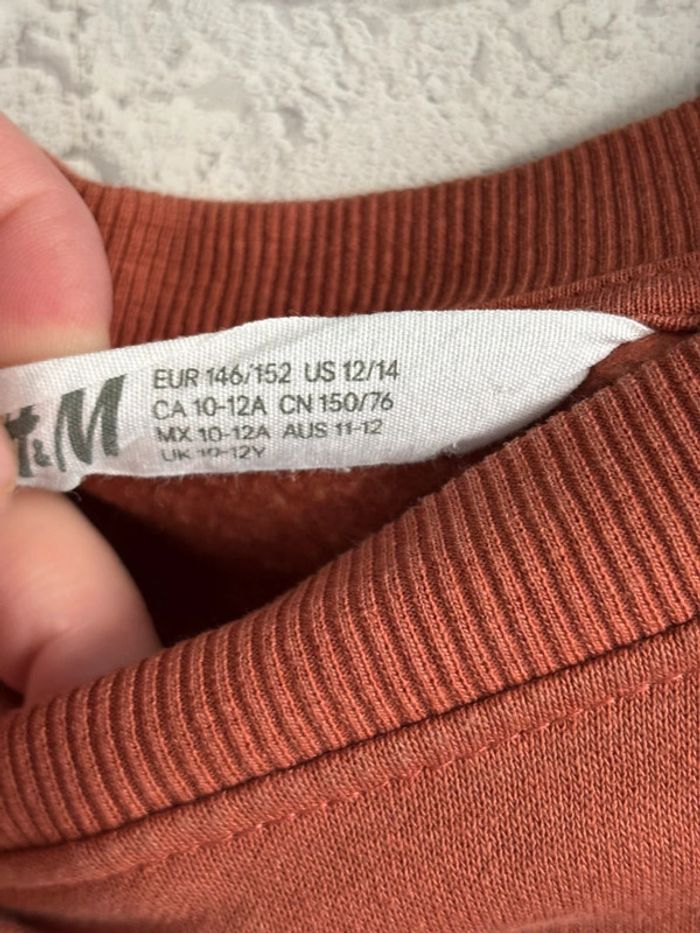 H&M
EUR 146/152 US 12/14
CA 10-12A CN 150/76
MX 10-12A AUS 11-12
UK 10-12Y